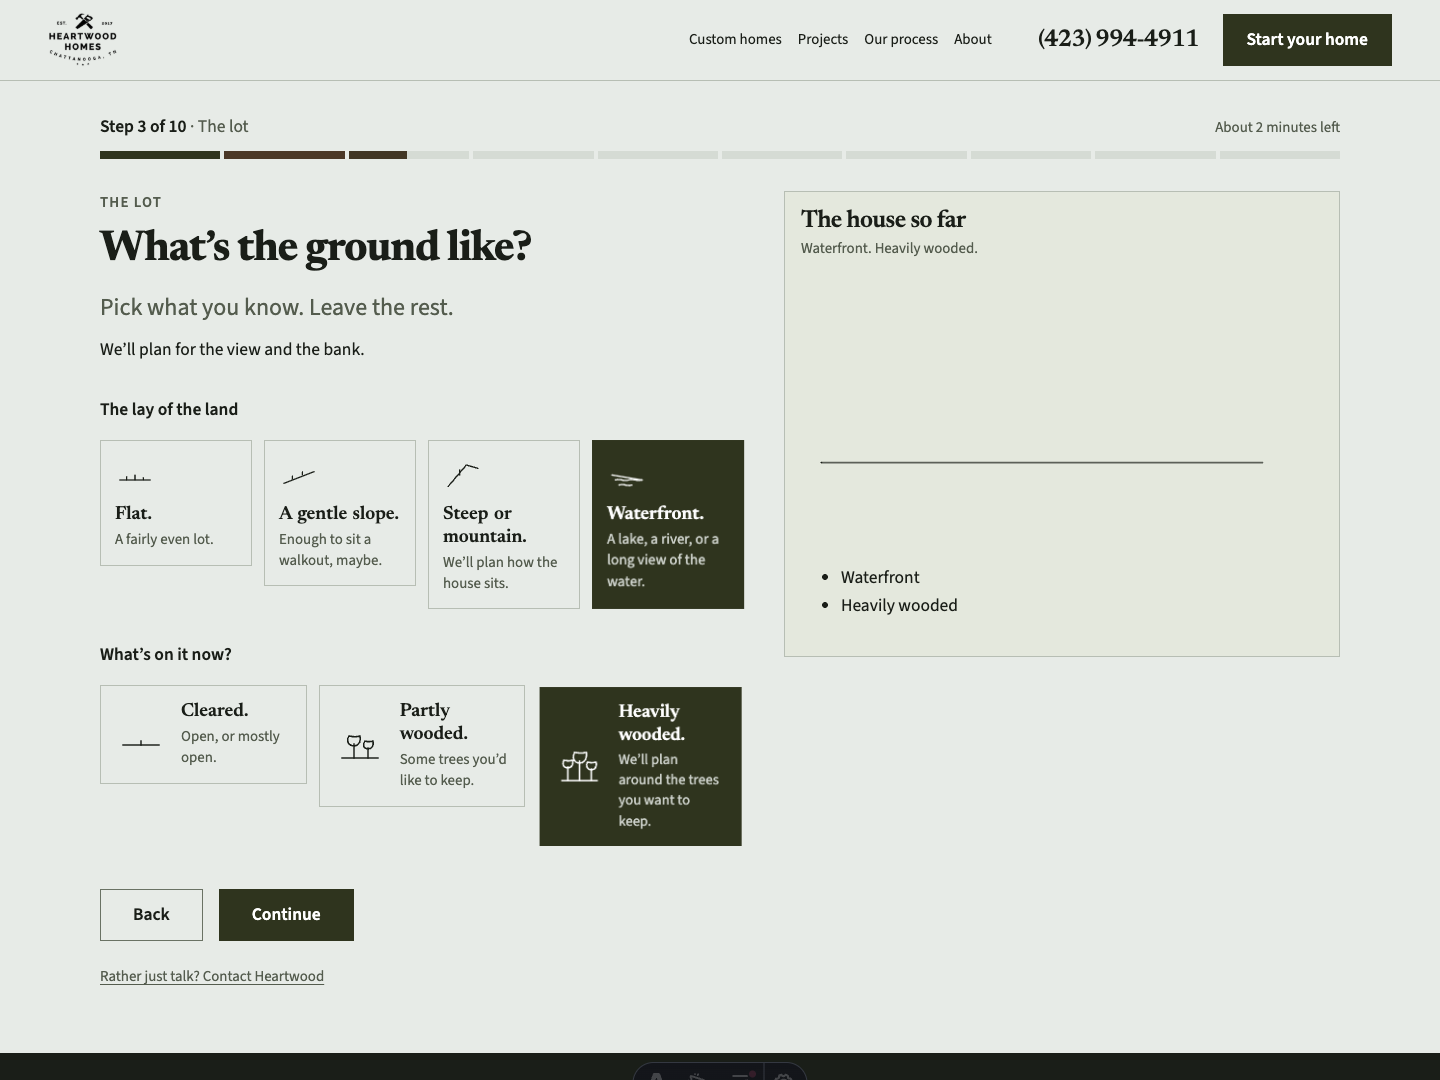 EST. 2017
HEARTWOOD
HOMES
CHATTANOOGA, TN
Custom homes Projects Our process About (423) 994-4911 Start your home
Step 3 of 10 · The lot
About 2 minutes left
THE LOT
What’s the ground like?
Pick what you know. Leave the rest.
We’ll plan for the view and the bank.
The lay of the land
Flat.
A fairly even lot.
A gentle slope.
Enough to sit a
walkout, maybe.
Steep or
mountain.
We’ll plan how the
house sits.
Waterfront.
A lake, a river, or a
long view of the
water.
What’s on it now?
Cleared.
Open, or mostly
open.
Partly
wooded.
Some trees you’d
like to keep.
Heavily
wooded.
We’ll plan
around the trees
you want to
keep.
Back
Continue
Rather just talk? Contact Heartwood
The house so far
Waterfront. Heavily wooded.
Waterfront
Heavily wooded